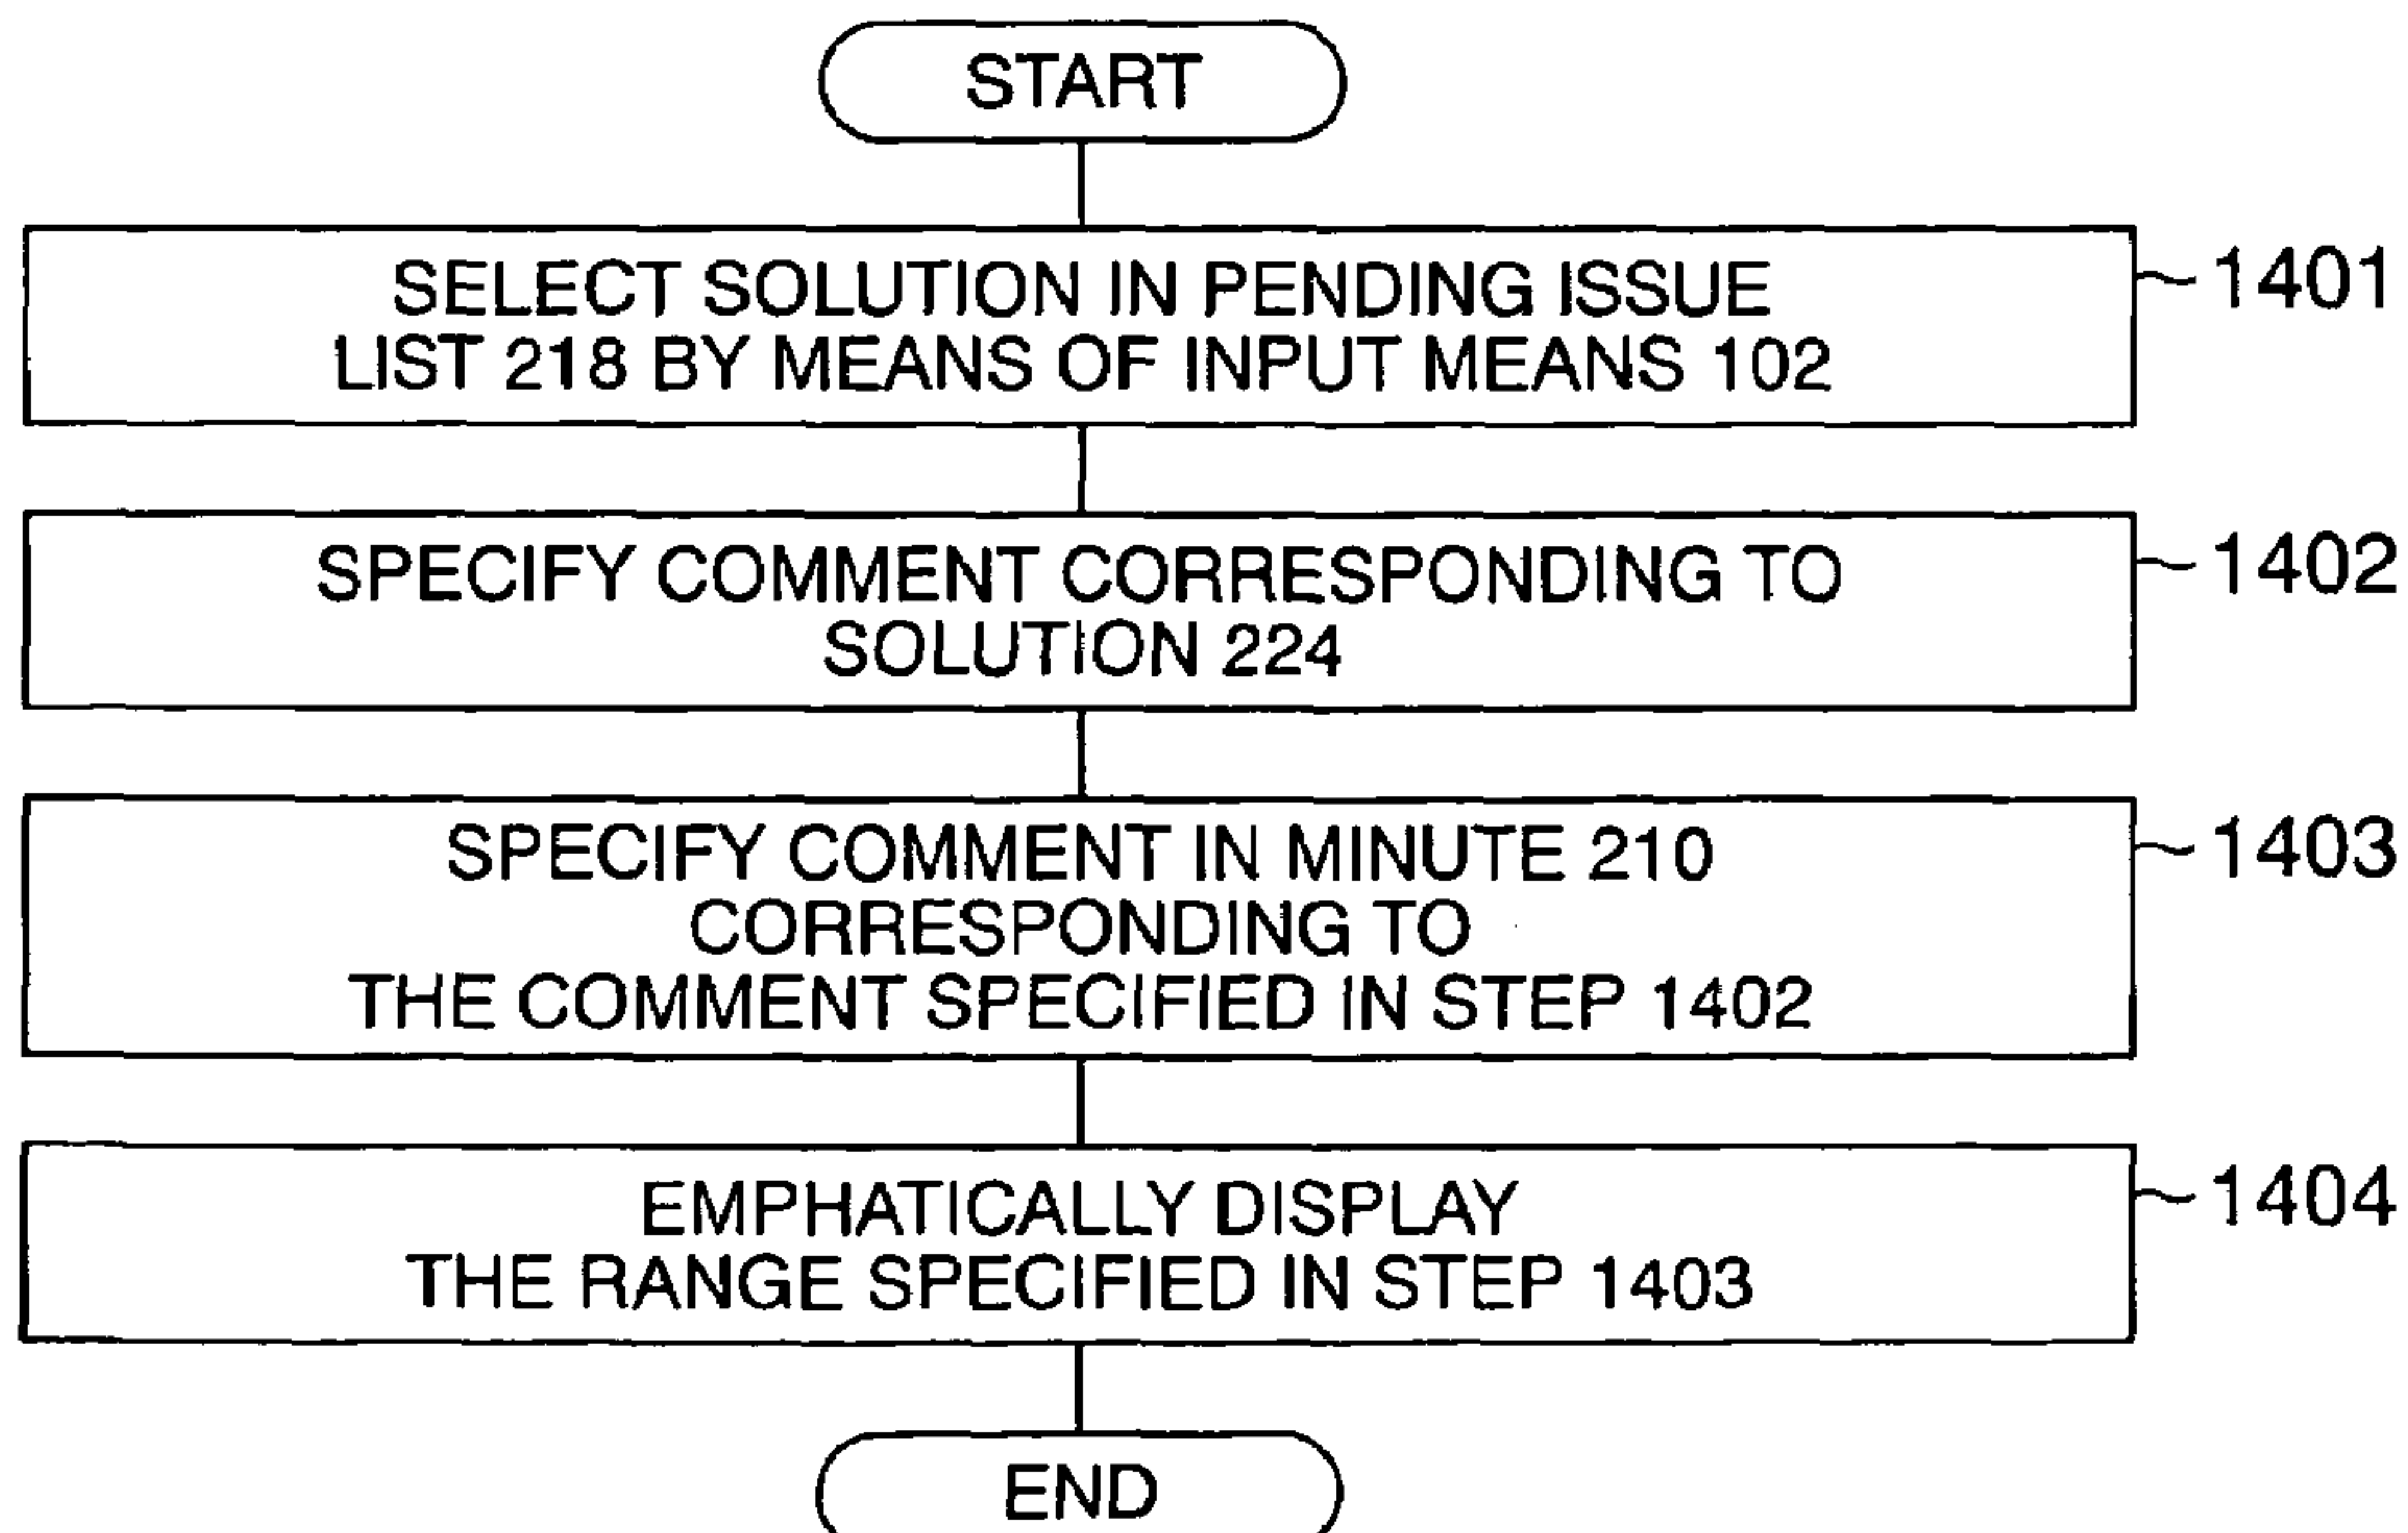 START
SELECT SOLUTION IN PENDING ISSUE
LIST 218 BY MEANS OF INPUT MEANS 102
1401
SPECIFY COMMENT CORRESPONDING TO
SOLUTION 224
1402
SPECIFY COMMENT IN MINUTE 210
CORRESPONDING TO
THE COMMENT SPECIFIED IN STEP 1402
1403
EMPHATICALLY DISPLAY
THE RANGE SPECIFIED IN STEP 1403
1404
END